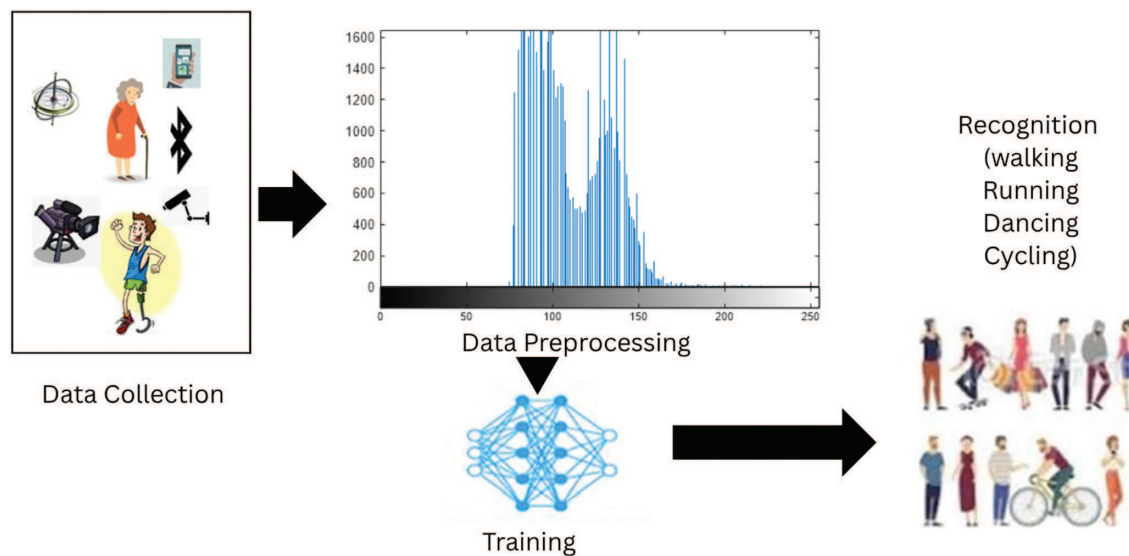 Data Collection
1600
1400
1200
1000
800
600
400
200
0
0
50
100
150
200
250
Data Preprocessing
Training
Recognition
(walking
Running
Dancing
Cycling)